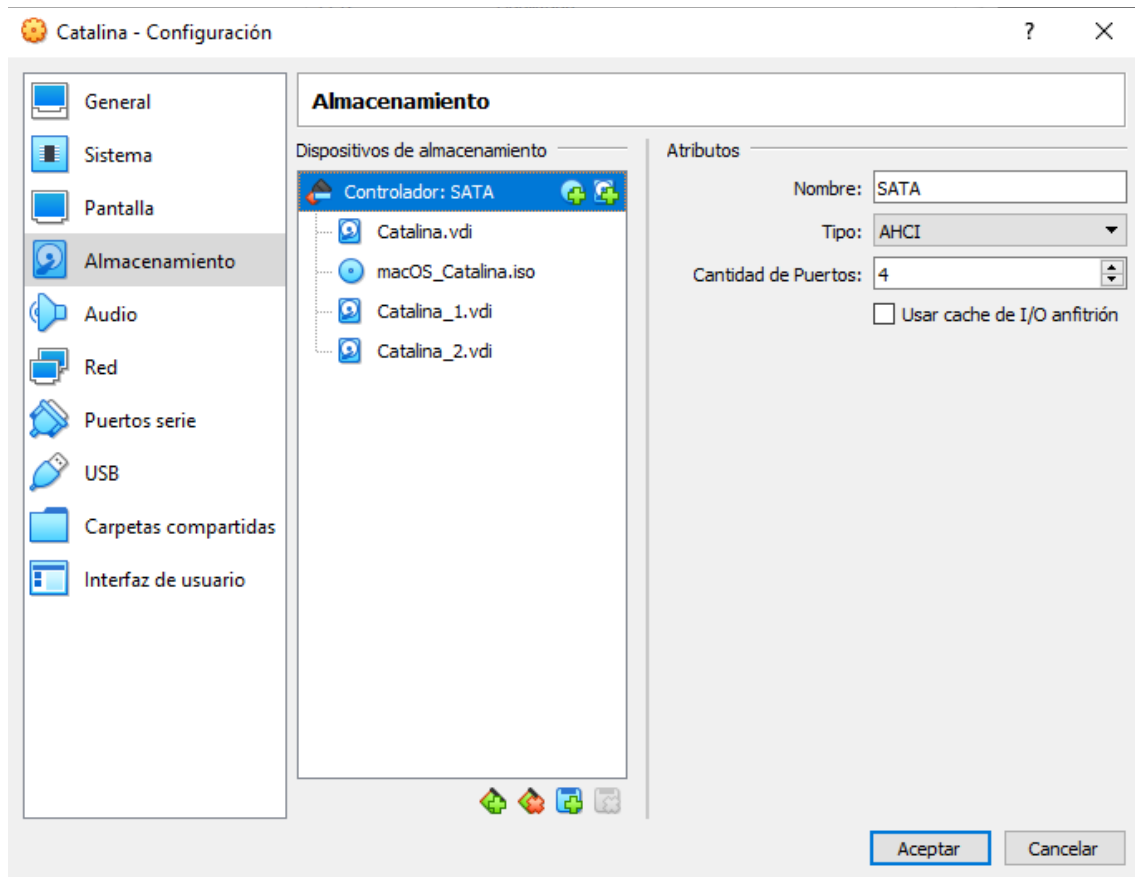 Catalina - Configuración
?
General
Sistema
Pantalla
Almacenamiento
Audio
Red
Puertos serie
USB
Carpetas compartidas
Interfaz de usuario
Almacenamiento
Dispositivos de almacenamiento
Controlador: SATA
Catalina.vdi
macOS_Catalina.iso
Catalina_1.vdi
Catalina_2.vdi
Atributos
Nombre: SATA
Tipo: AHCI
Cantidad de Puertos: 4
Usar cache de I/O anfitrión
Aceptar
Cancelar